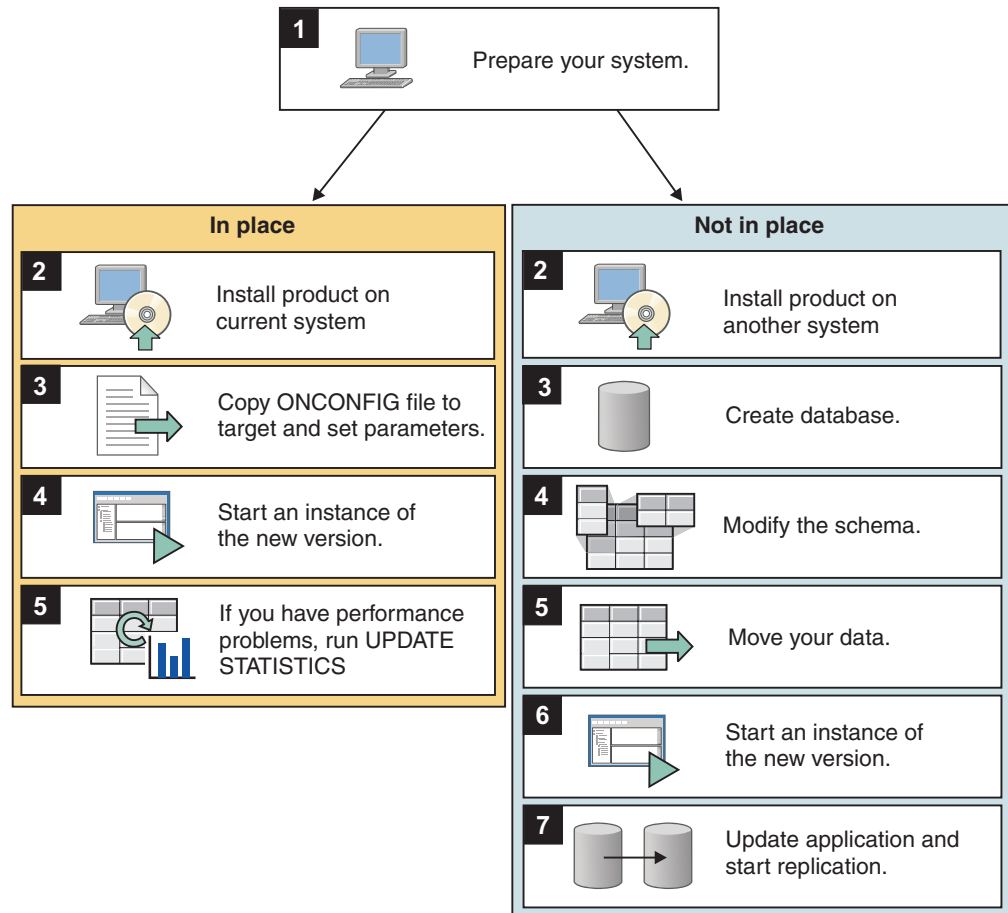 1
Prepare your system.
In place
2
Install product on
current system
3
Copy ONCONFIG file to
target and set parameters.
4
Start an instance of
the new version.
5
If you have performance
problems, run UPDATE
STATISTICS
Not in place
2
Install product on
another system
3
Create database.
4
Modify the schema.
5
Move your data.
6
Start an instance of
the new version.
7
Update application and
start replication.